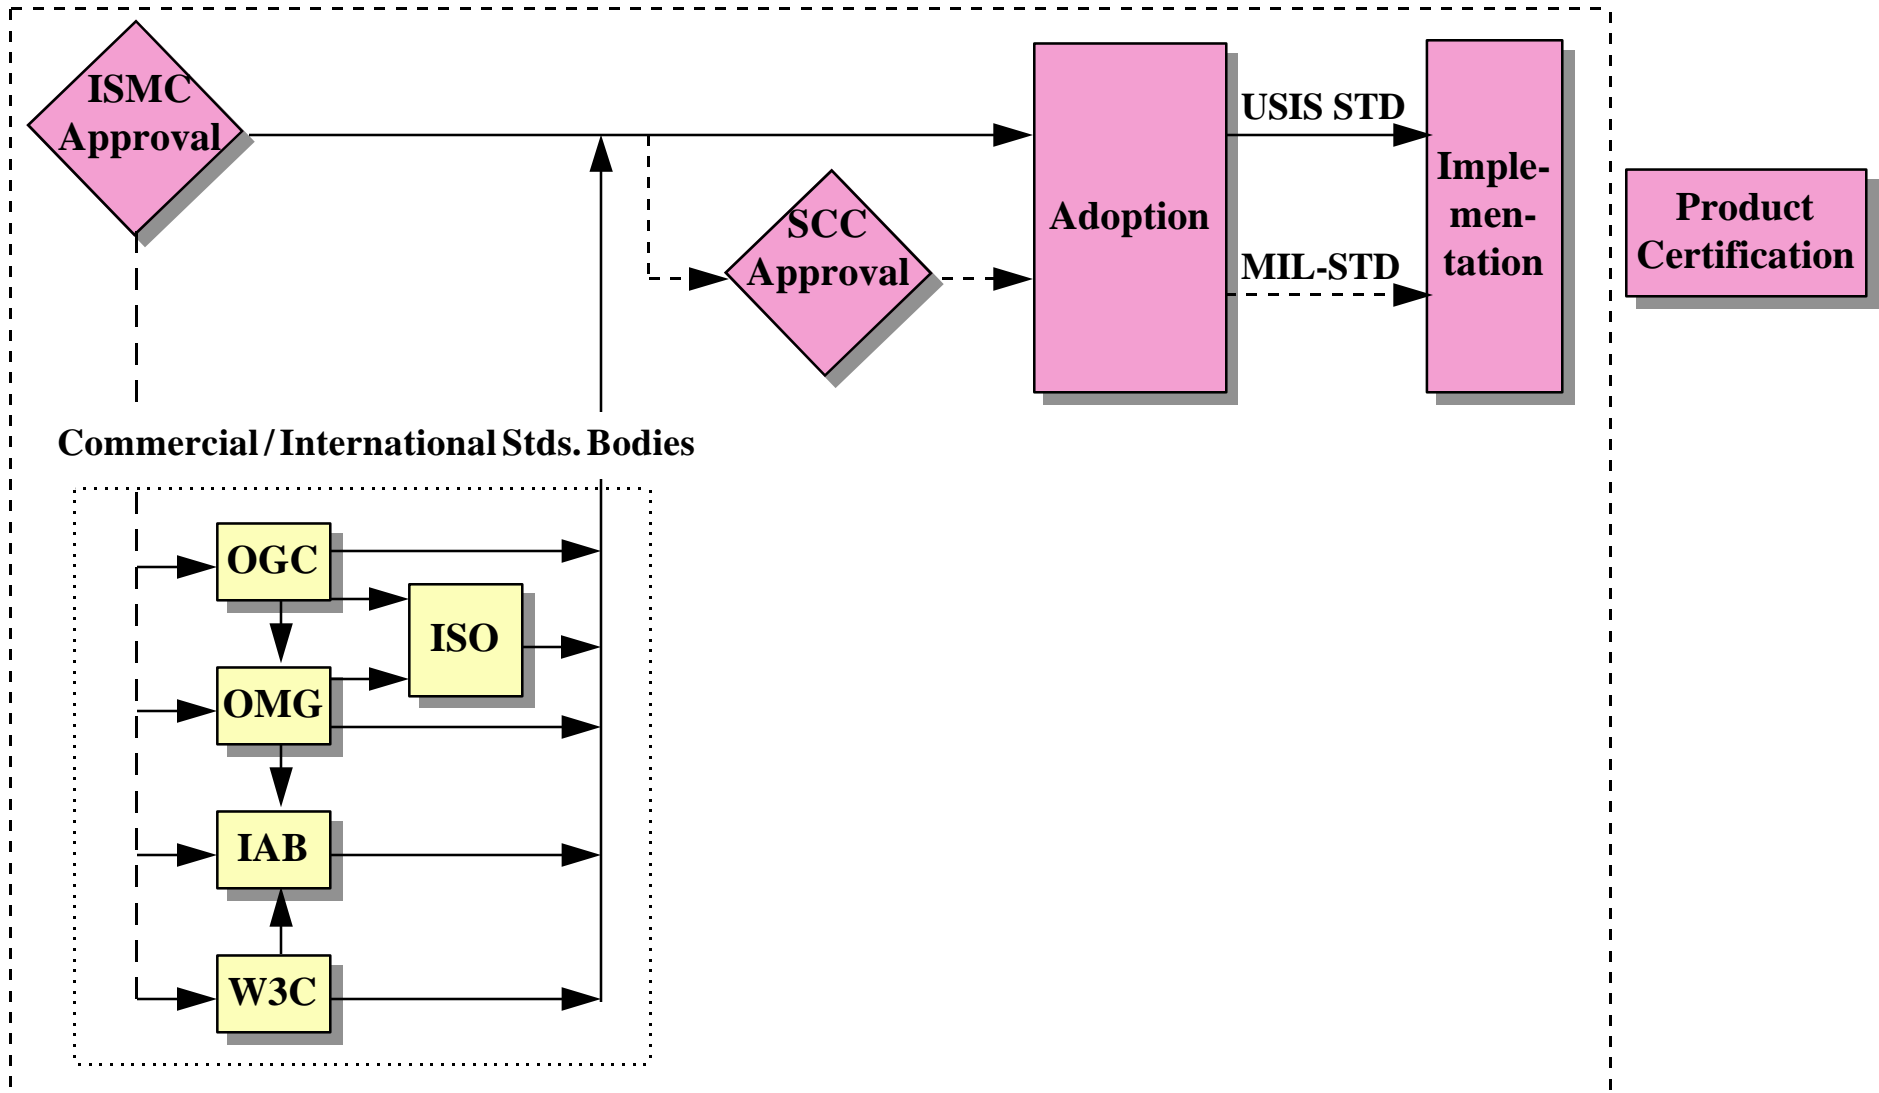 ISMC
Approval
USIS STD
Imple-
men-
tation
Product
Certification
SCC
Approval
Adoption
MIL-STD
Commercial / International Stds. Bodies
OGC
ISO
OMG
IAB
W3C